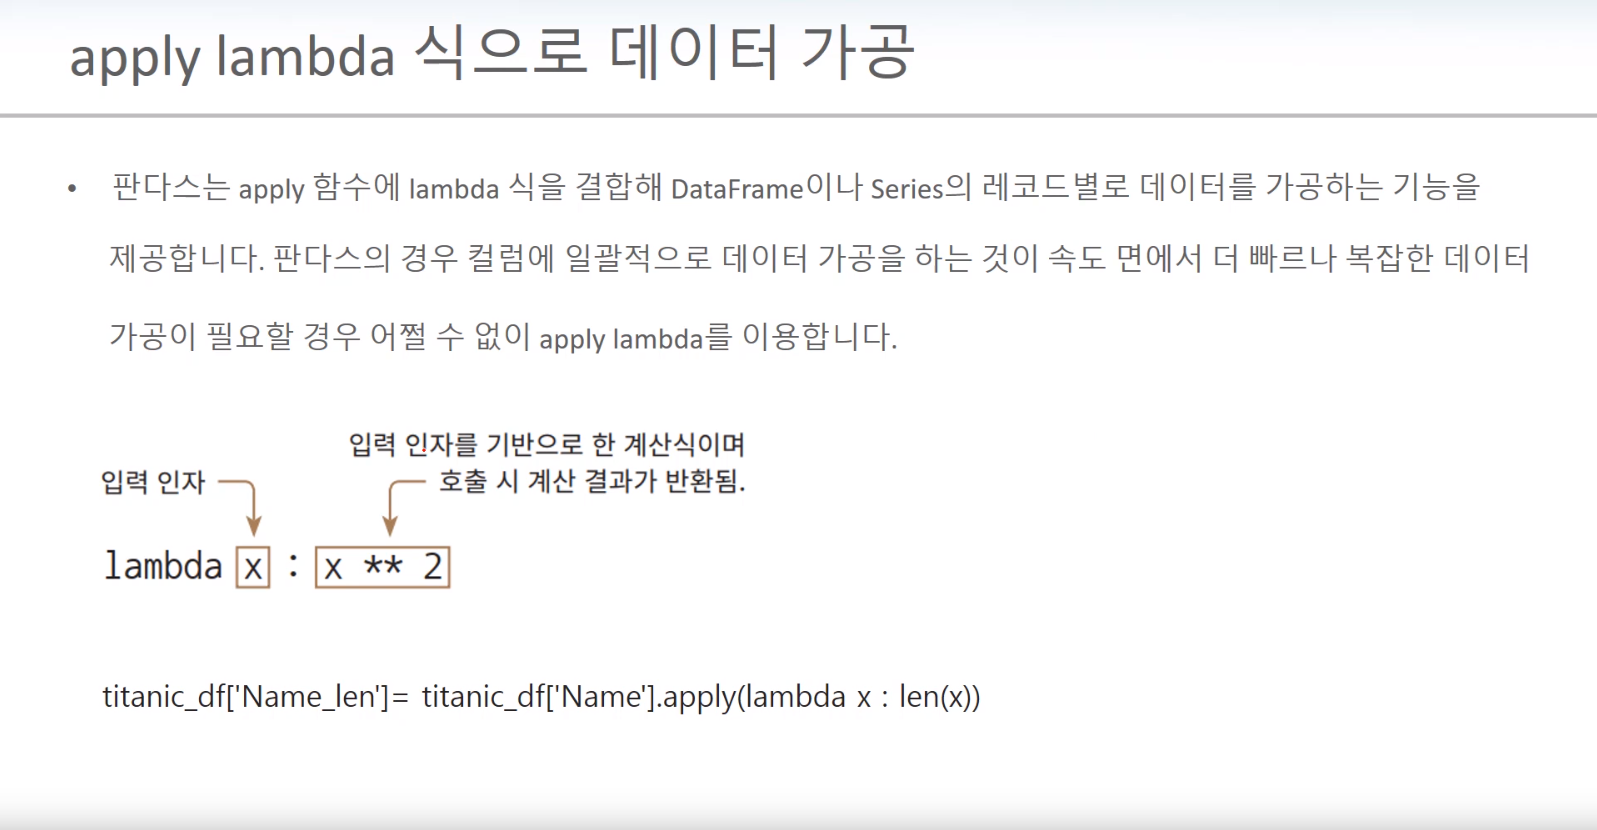 apply lambda 식으로 데이터 가공
• 판다스는 apply 함수에 lambda 식을 결합해 DataFrame이나 Series의 레코드별로 데이터를 가공하는 기능을
제공합니다. 판다스의 경우 컬럼에 일괄적으로 데이터 가공을 하는 것이 속도 면에서 더 빠르나 복잡한 데이터
가공이 필요할 경우 어쩔 수 없이 apply lambda를 이용합니다.
입력 인자를 기반으로 한 계산식이며
입력 인자
호출 시 계산 결과가 반환됨.
lambda x : x ** 2
titanic_df['Name_len']= titanic_df['Name'].apply(lambda x : len(x))